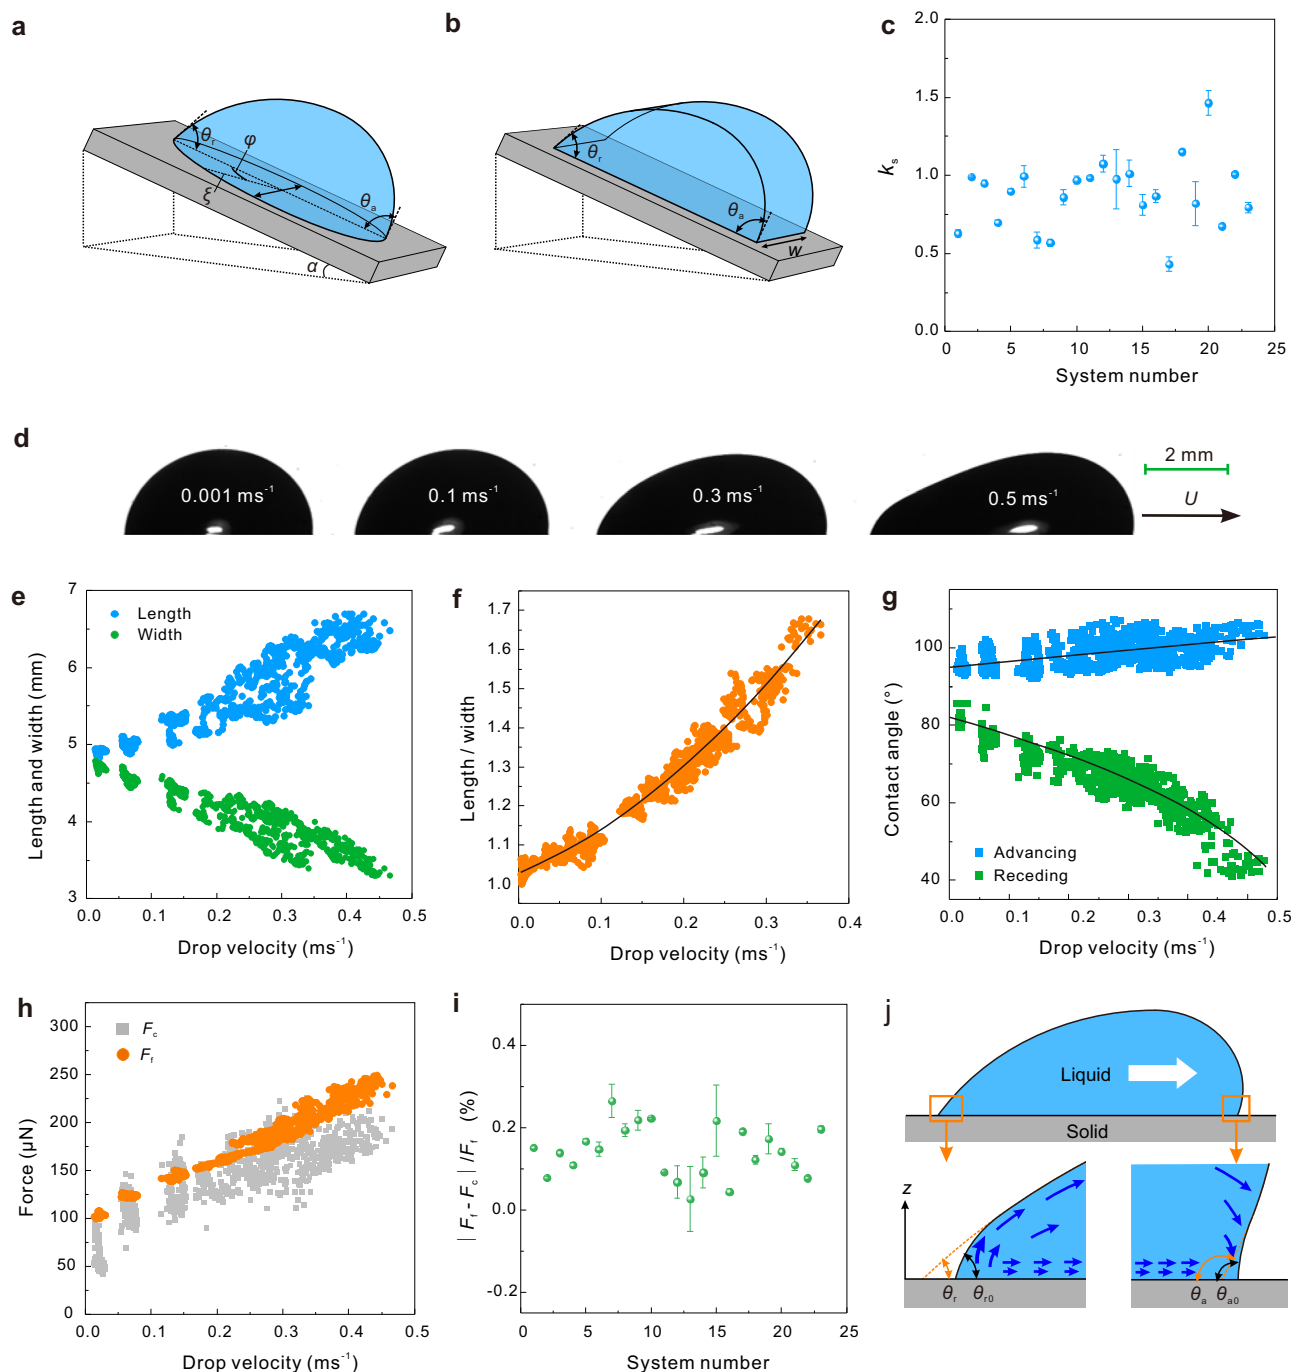 a
θr
φ
ξ
θa
α
b
θr
θa
w
c
2.0
1.5
1.0
0.5
0.0
ks
0 5 10 15 20 25
System number
d
0.001 ms⁻¹
0.1 ms⁻¹
0.3 ms⁻¹
0.5 ms⁻¹
2 mm
U
e
Length
Width
7
6
5
4
3
Length and width (mm)
0.0 0.1 0.2 0.3 0.4 0.5
Drop velocity (ms⁻¹)
f
1.7
1.6
1.5
1.4
1.3
1.2
1.1
1.0
Length / width
0.0 0.1 0.2 0.3 0.4
Drop velocity (ms⁻¹)
g
100
80
60
40
Contact angle (°)
Advancing
Receding
0.0 0.1 0.2 0.3 0.4 0.5
Drop velocity (ms⁻¹)
h
Fc
Ff
300
250
200
150
100
50
0
Force (μN)
0.0 0.1 0.2 0.3 0.4 0.5
Drop velocity (ms⁻¹)
i
0.4
0.2
0.0
-0.2
| Ff - Fc | /Ff (%)
0 5 10 15 20 25
System number
j
Liquid
Solid
z
θr
θr0
θa
θa0